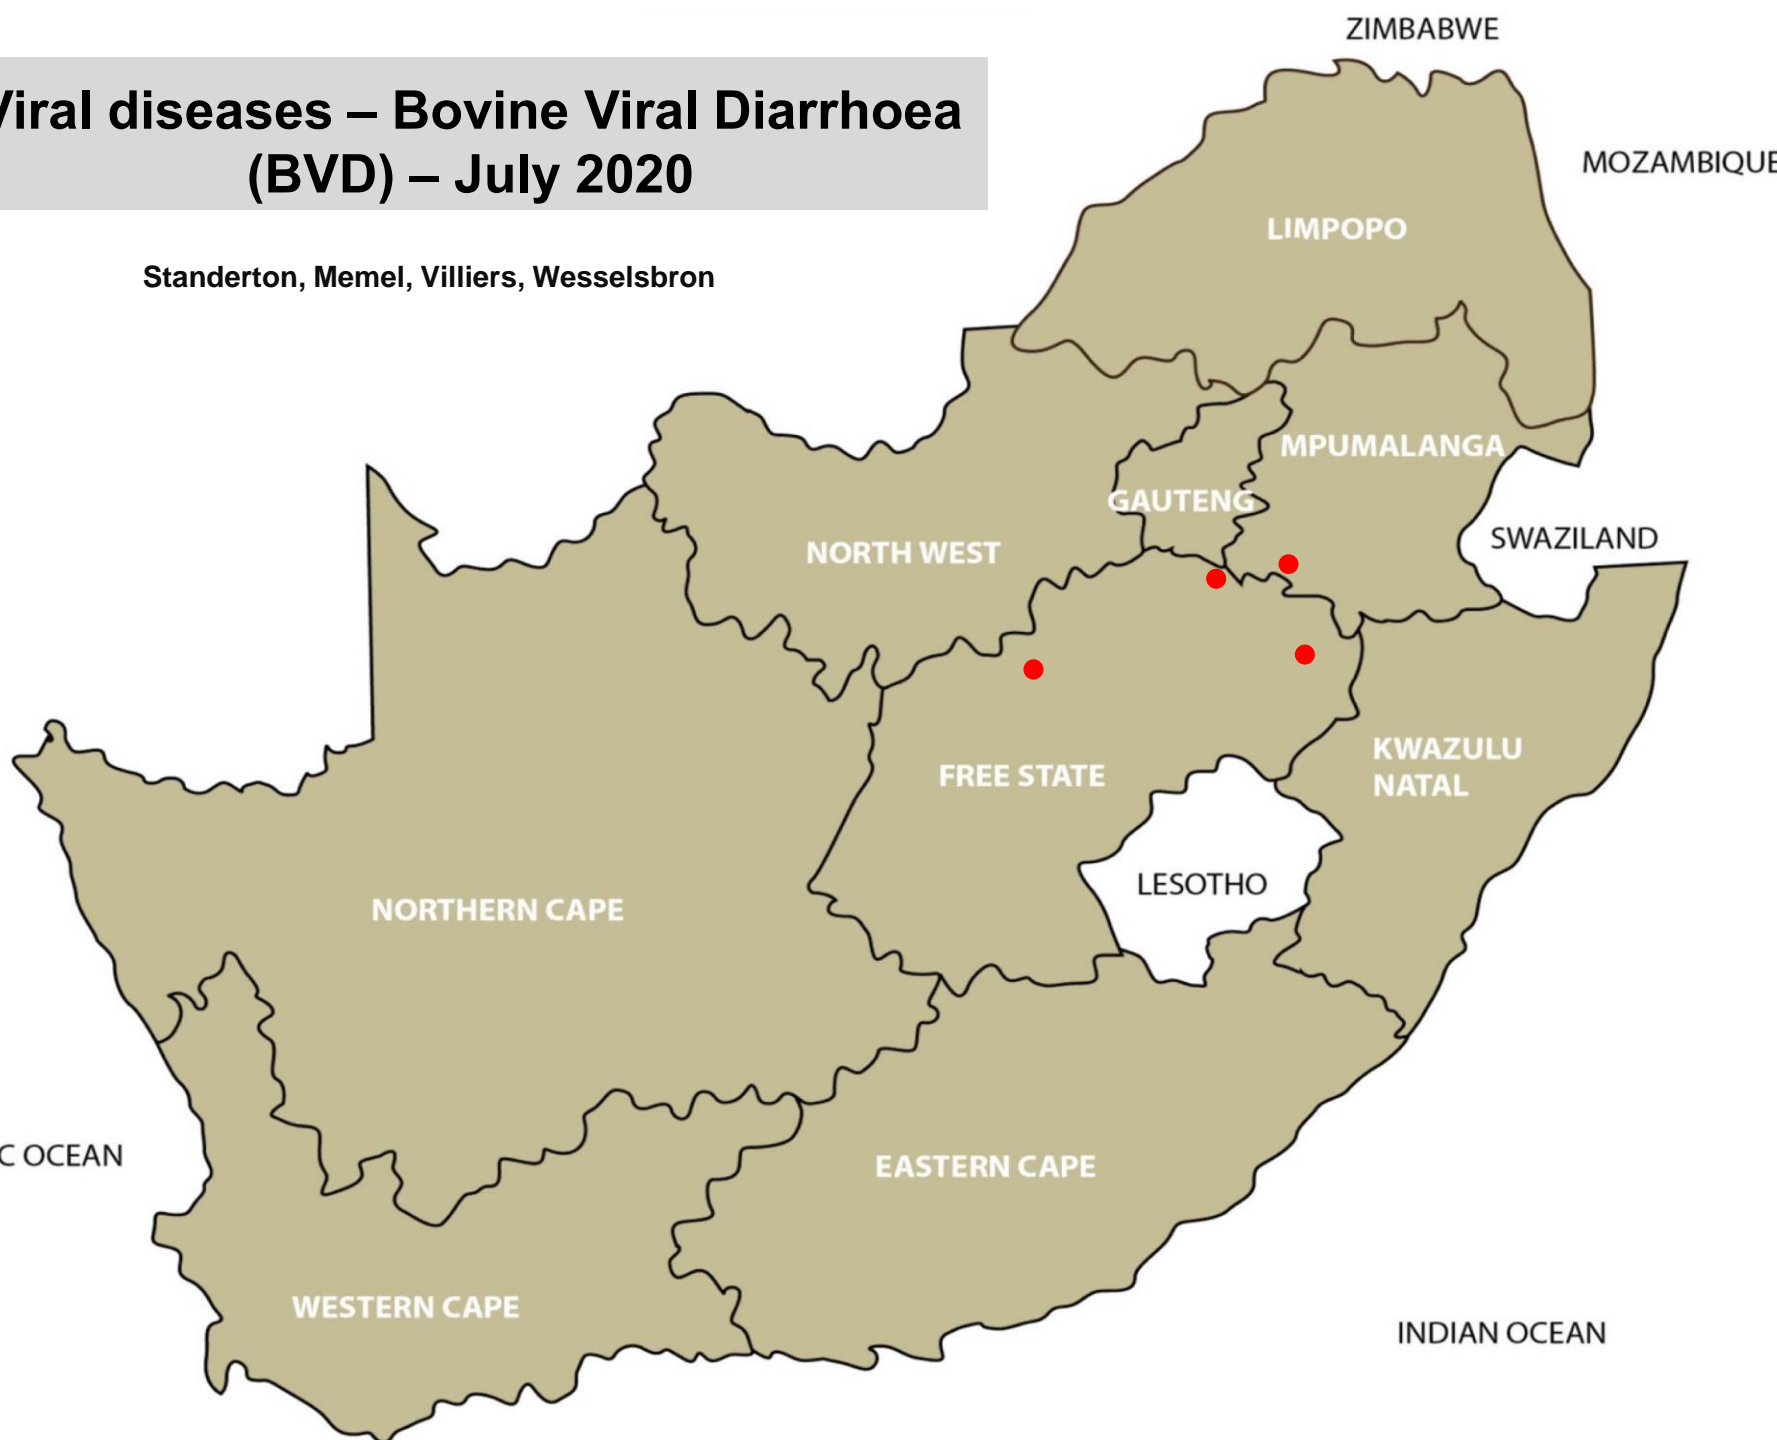 Viral diseases – Bovine Viral Diarrhoea
(BVD) – July 2020
Standerton, Memel, Villiers, Wesselsbron
ZIMBABWE
MOZAMBIQUE
LIMPOPO
MPUMALANGA
GAUTENG
SWAZILAND
NORTH WEST
KWAZULU
NATAL
FREE STATE
LESOTHO
NORTHERN CAPE
C OCEAN
EASTERN CAPE
WESTERN CAPE
INDIAN OCEAN